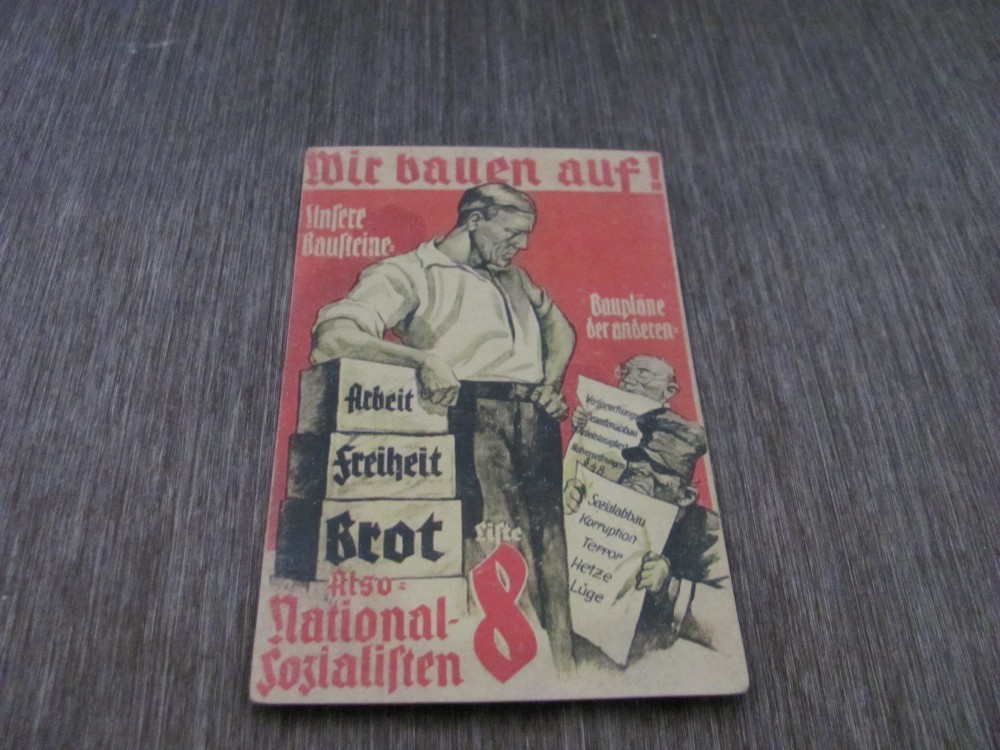 Wir bauen auf!
Unsere
Bausteine:
Baupläne
der anderen:
Arbeit
Freiheit
Brot
§ 48
Sozialabbau
Korruption
Terror
Hetze
Lüge
Liste
8
Also:
National-
Sozialisten